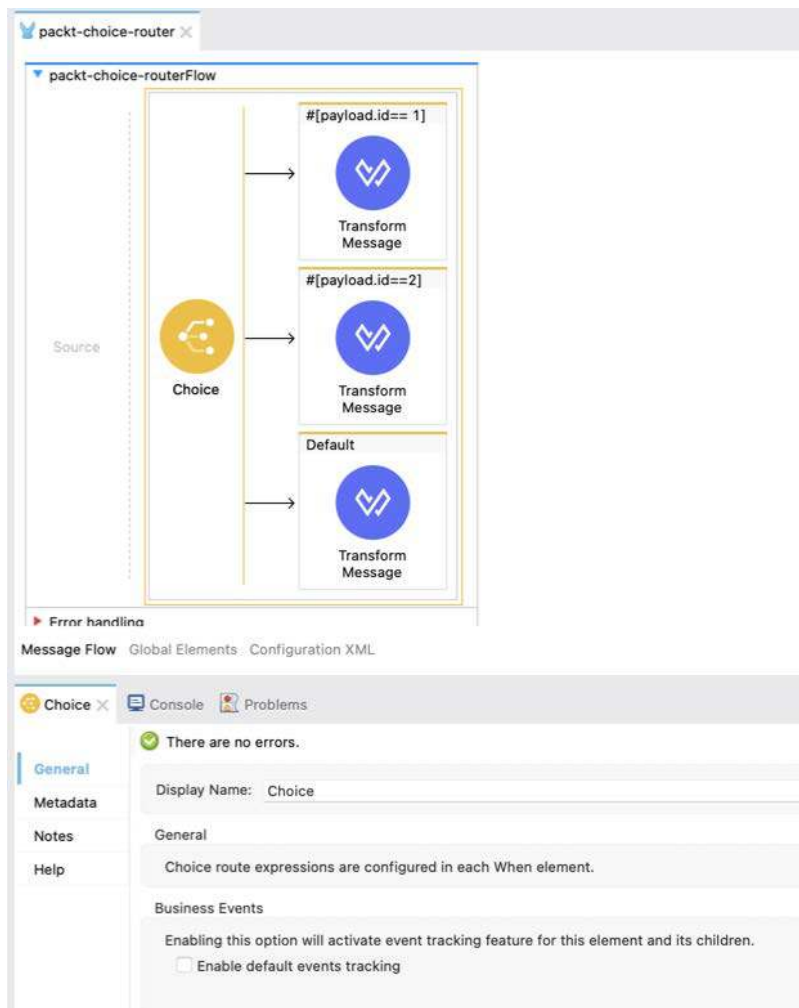 packt-choice-router
packt-choice-routerFlow
#[payload.id== 1]
Transform
Message
#[payload.id==2]
Source
Choice
Transform
Message
Default
Transform
Message
Error handling
Message Flow Global Elements Configuration XML
Choice Console Problems
There are no errors.
General
Display Name: Choice
Metadata
Notes
General
Help
Choice route expressions are configured in each When element.
Business Events
Enabling this option will activate event tracking feature for this element and its children.
Enable default events tracking